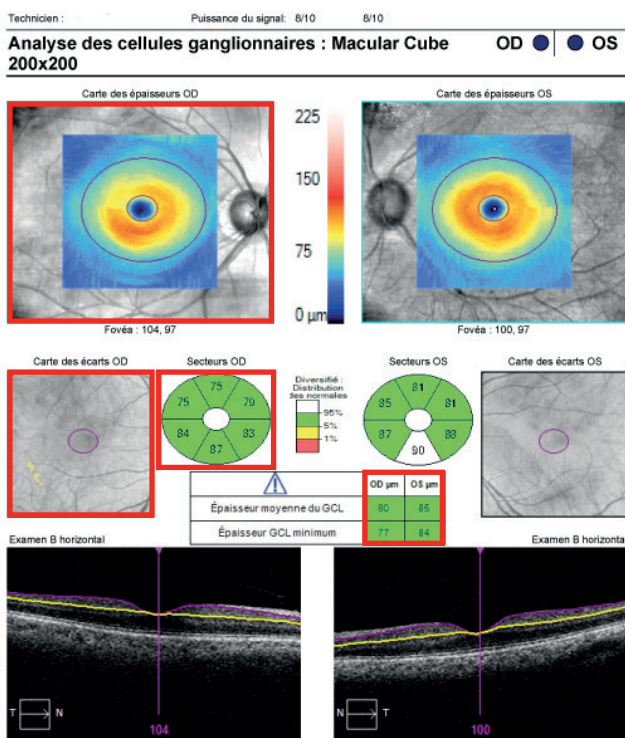 Technicien : Puissance du signal: 8/10 8/10
Analyse des cellules ganglionnaires : Macular Cube 200x200 OD OS
Carte des épaisseurs OD
Carte des épaisseurs OS
225
150
75
0 µm
Fovéa : 104, 97
Fovéa : 100, 97
Carte des écarts OD
Secteurs OD
Diversifié :
Distribution
des normales
95%
5%
1%
Secteurs OS
Carte des écarts OS
75
75
79
84
83
87
81
85
81
87
88
90
OD µm OS µm
Épaisseur moyenne du GCL 80 85
Épaisseur GCL minimum 77 84
Examen B horizontal
Examen B horizonta
T N
104
T N
100